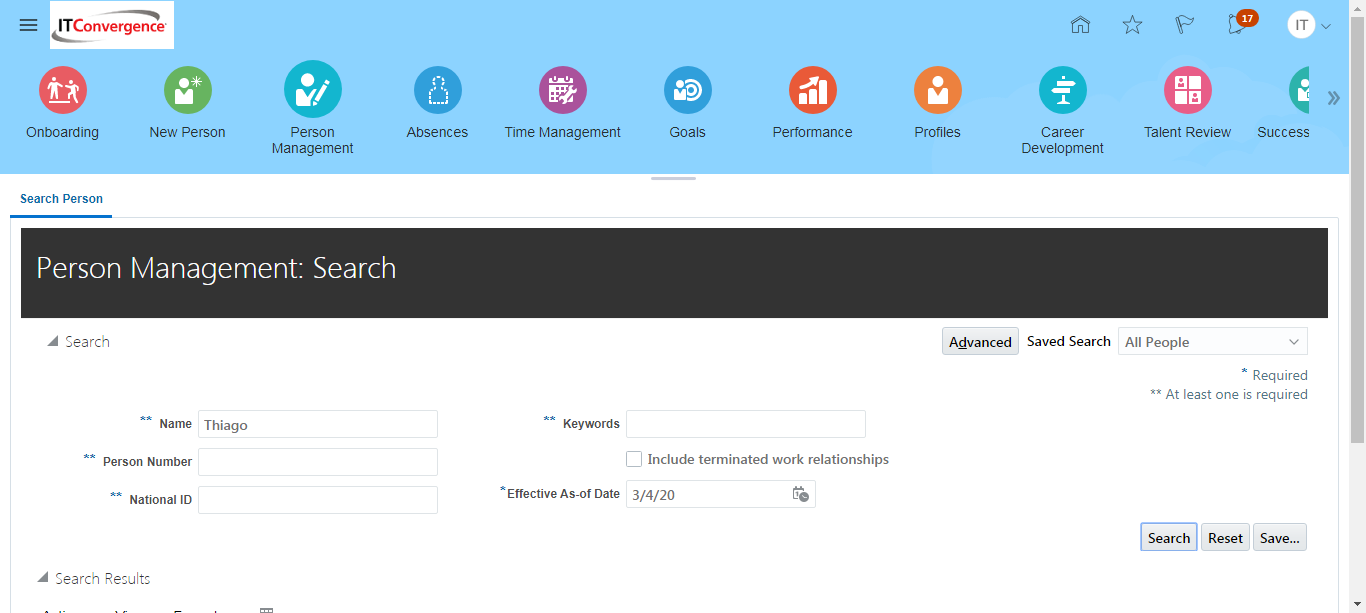 ITConvergence
17
IT
Onboarding
New Person
Person
Management
Absences
Time Management
Goals
Performance
Profiles
Career
Development
Talent Review
Success
Search Person
Person Management: Search
Search
Advanced
Saved Search
All People
* Required
** At least one is required
** Name
Thiago
** Keywords
** Person Number
Include terminated work relationships
** National ID
*Effective As-of Date
3/4/20
Search
Reset
Save...
Search Results